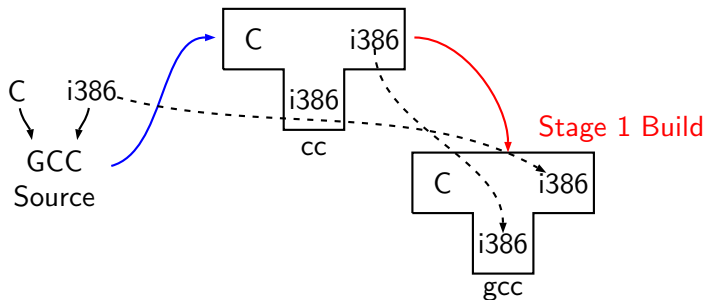 C i386
i386
cc
C i386
GCC
Source
Stage 1 Build
C i386
i386
gcc